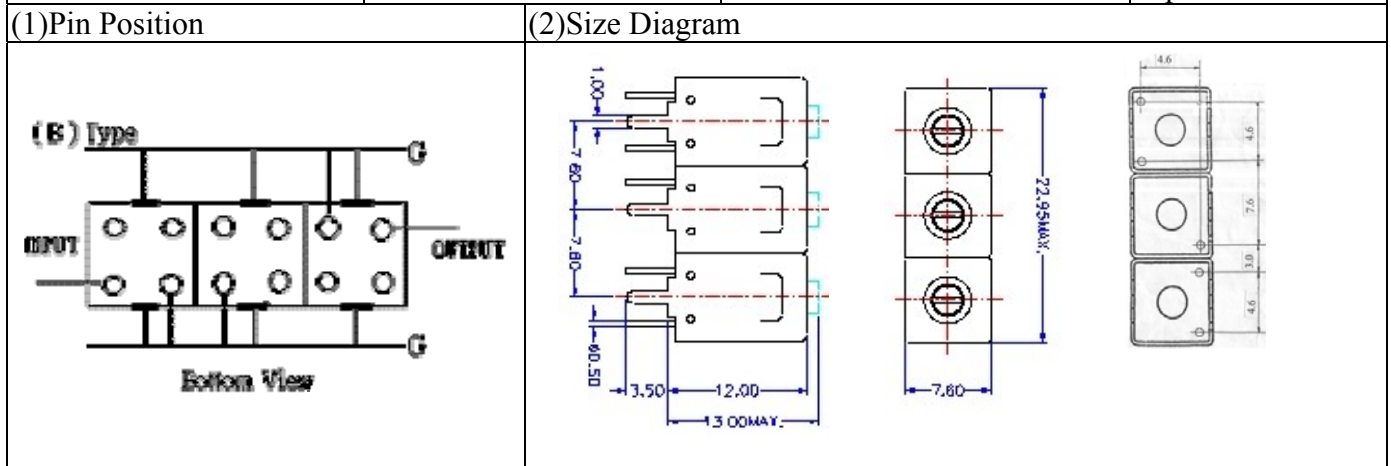 (1)Pin Position
(2)Size Diagram
(B) Type
G
INPUT
OUTPUT
G
Bottom View
1.00
7.60
7.60
ø0.50
3.50
12.00
13.00MAX.
22.95MAX.
7.60
4.6
4.6
7.6
3.0
4.6